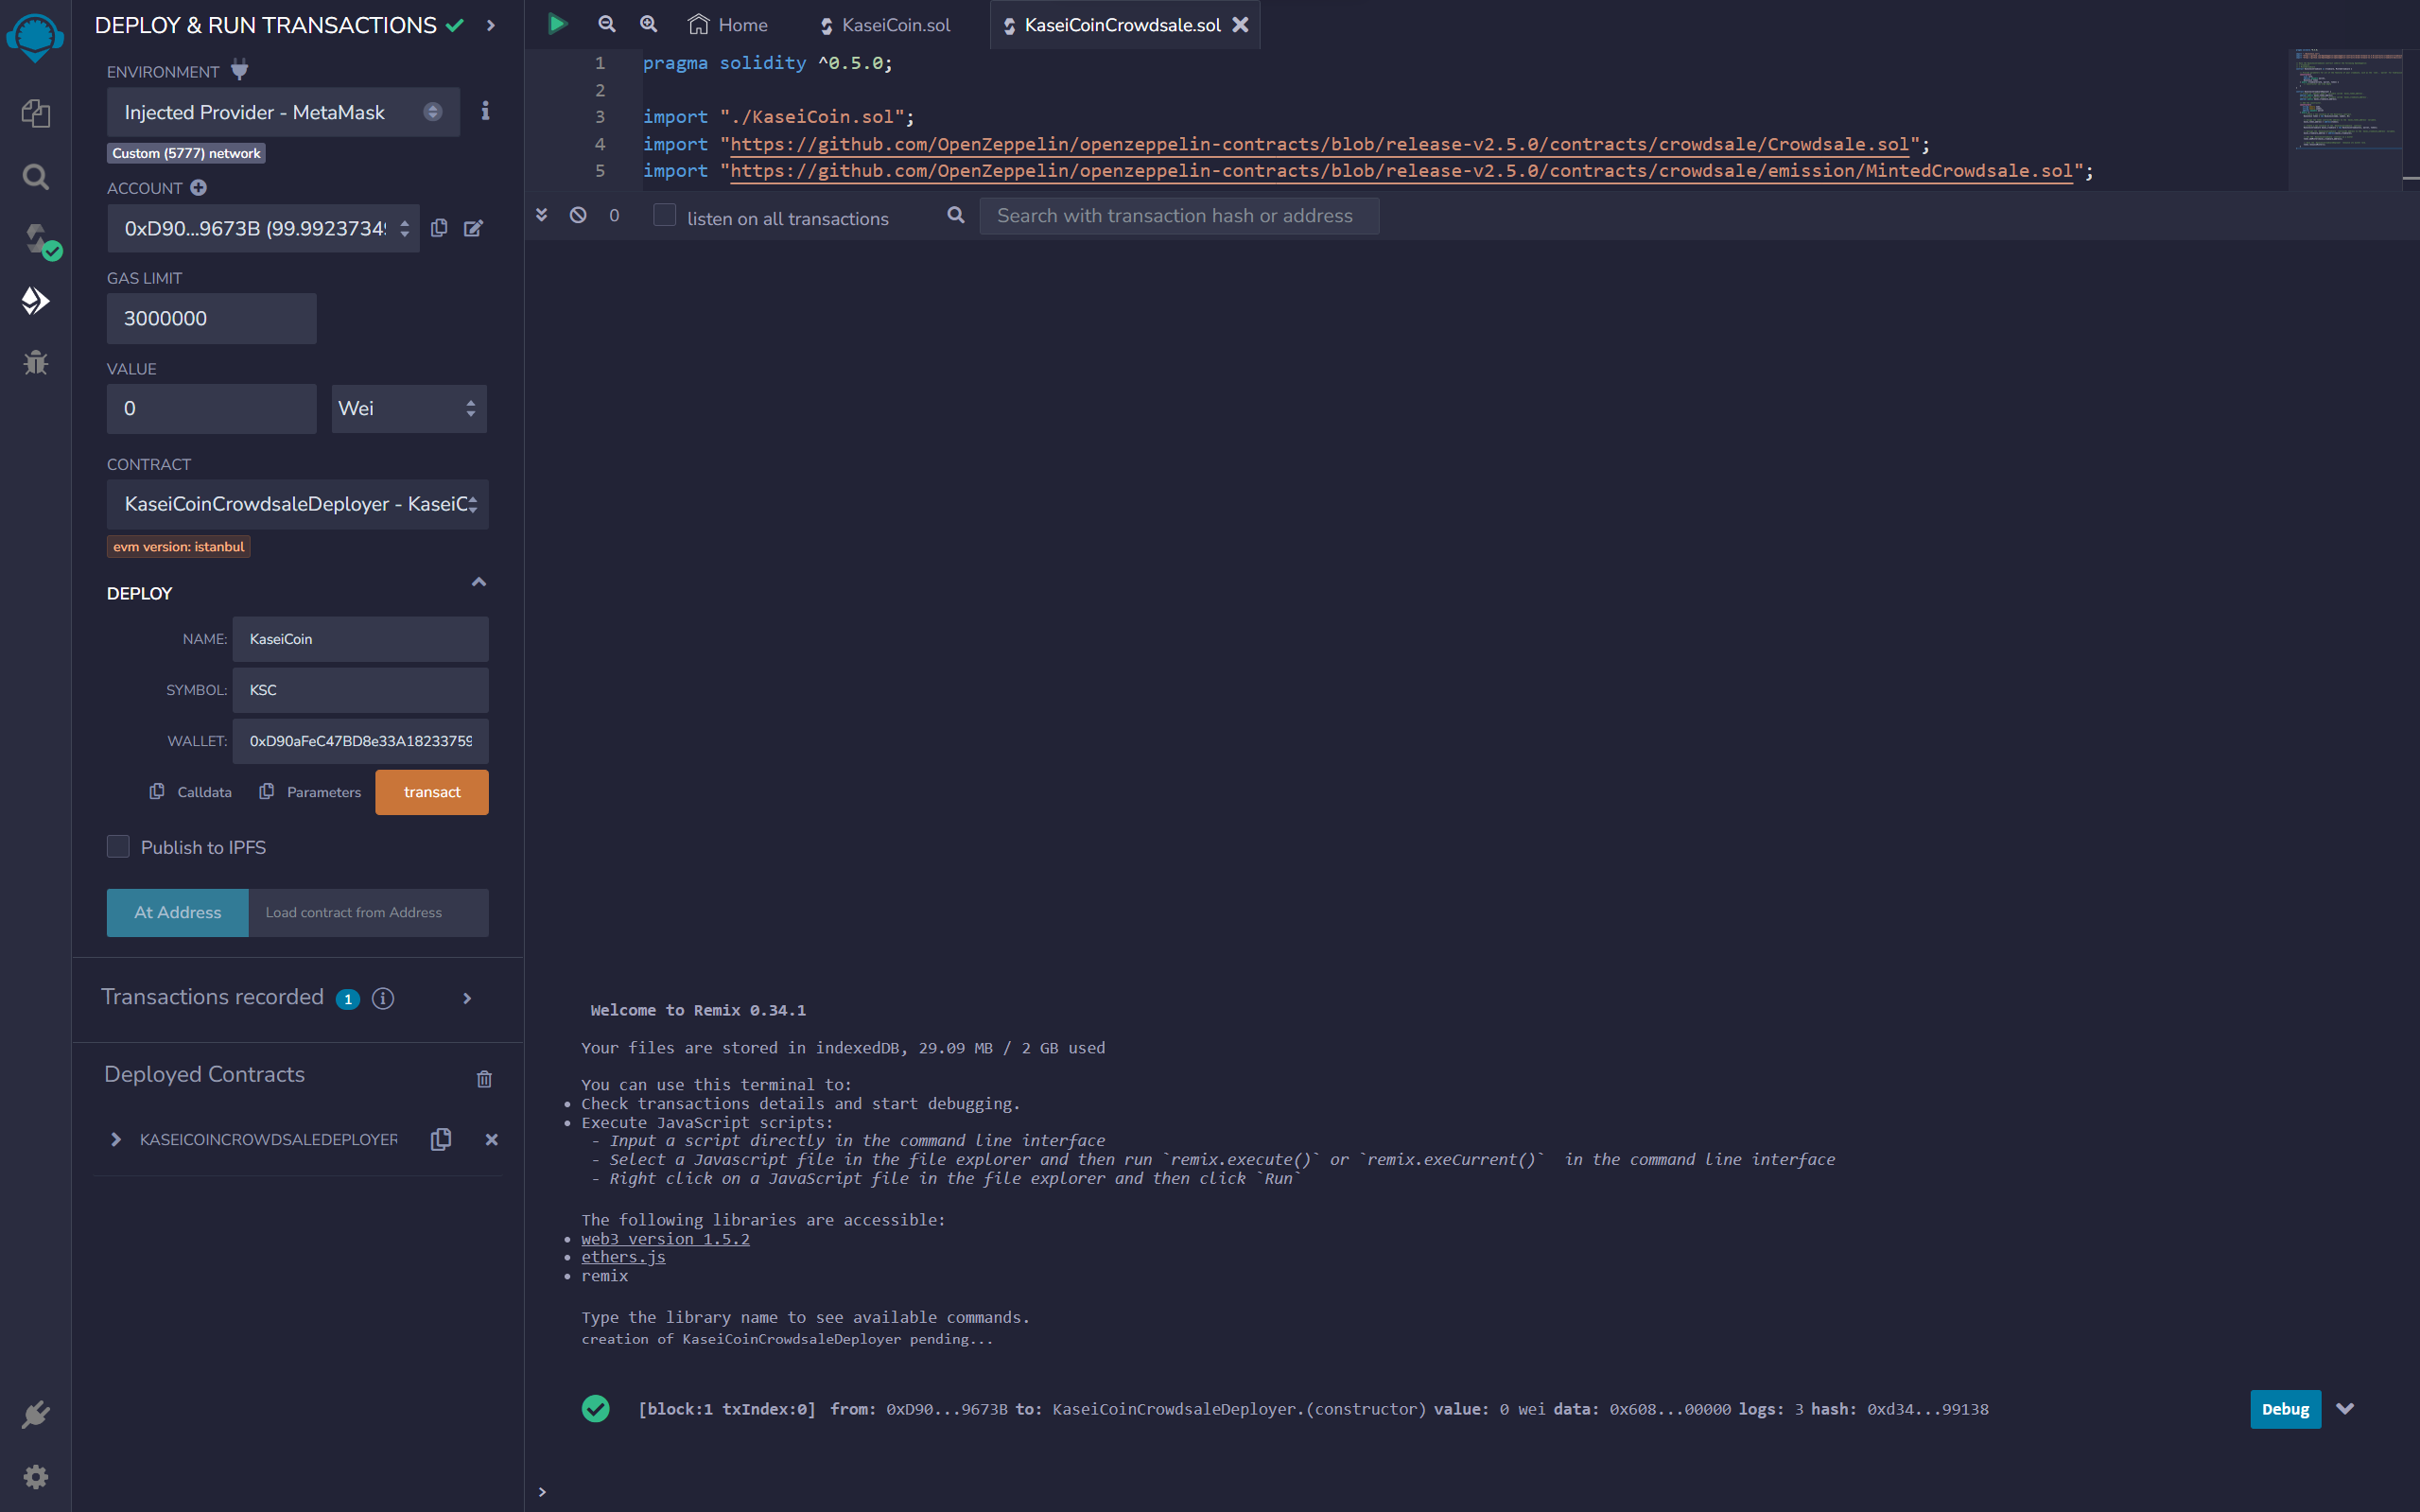 DEPLOY & RUN TRANSACTIONS
ENVIRONMENT
Injected Provider - MetaMask
Custom (5777) network
ACCOUNT
0xD90...9673B (99.99237349
GAS LIMIT
3000000
VALUE
0
Wei
CONTRACT
KaseiCoinCrowdsaleDeployer - KaseiC
evm version: istanbul
DEPLOY
NAME: KaseiCoin
SYMBOL: KSC
WALLET: 0xD90aFeC47BD8e33A18233759
Calldata Parameters transact
Publish to IPFS
At Address Load contract from Address
Transactions recorded 1
Deployed Contracts
KASEICOINCROWDSALEDEPLOYER
Home KaseiCoin.sol KaseiCoinCrowdsale.sol
1 pragma solidity ^0.5.0;
2
3 import "./KaseiCoin.sol";
4 import "https://github.com/OpenZeppelin/openzeppelin-contracts/blob/release-v2.5.0/contracts/crowdsale/Crowdsale.sol";
5 import "https://github.com/OpenZeppelin/openzeppelin-contracts/blob/release-v2.5.0/contracts/crowdsale/emission/MintedCrowdsale.sol";
0 listen on all transactions Search with transaction hash or address
Welcome to Remix 0.34.1
Your files are stored in indexedDB, 29.09 MB / 2 GB used
You can use this terminal to:
• Check transactions details and start debugging.
• Execute JavaScript scripts:
- Input a script directly in the command line interface
- Select a Javascript file in the file explorer and then run `remix.execute()` or `remix.exeCurrent()` in the command line interface
- Right click on a JavaScript file in the file explorer and then click `Run`
The following libraries are accessible:
• web3 version 1.5.2
• ethers.js
• remix
Type the library name to see available commands.
creation of KaseiCoinCrowdsaleDeployer pending...
[block:1 txIndex:0] from: 0xD90...9673B to: KaseiCoinCrowdsaleDeployer.(constructor) value: 0 wei data: 0x608...00000 logs: 3 hash: 0xd34...99138
Debug
>